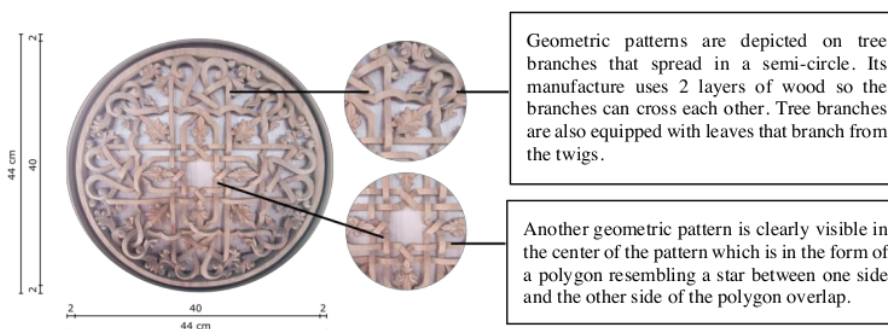 Geometric patterns are depicted on tree
branches that spread in a semi-circle. Its
manufacture uses 2 layers of wood so the
branches can cross each other. Tree branches
are also equipped with leaves that branch from
the twigs.
2
40
44 cm
2
Another geometric pattern is clearly visible in
the center of the pattern which is in the form of
a polygon resembling a star between one side
and the other side of the polygon overlap.
2
40
2
44 cm